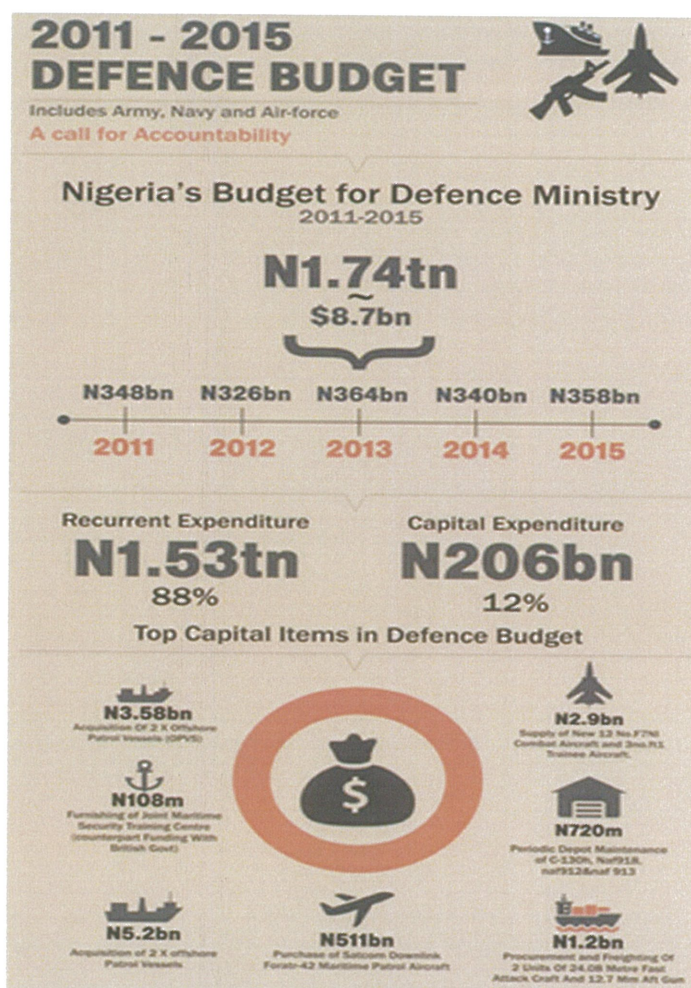 2011 - 2015
DEFENCE BUDGET
Includes Army, Navy and Air-force
A call for Accountability
Nigeria's Budget for Defence Ministry
2011-2015
N1.74tn
~
$8.7bn
N348bn N326bn N364bn N340bn N358bn
2011 2012 2013 2014 2015
Recurrent Expenditure
N1.53tn
88%
Capital Expenditure
N206bn
12%
Top Capital Items in Defence Budget
N3.58bn
Acquisition Of 2 X Offshore
Patrol Vessels (OPVS)
N2.9bn
Supply of New 12 No.F7NI
Combat Aircraft and 3no.ft1
Trainee Aircraft.
$
N108m
Furnishing of Joint Maritime
Security Training Centre
(counterpart Funding With
British Govt)
N720m
Periodic Depot Maintenance
of C-130h, Naf918,
naf912&naf 913
N5.2bn
Acquisition of 2 X offshore
Patrol Vessels
N511bn
Purchase of Satcom Downlink
Foratr-42 Maritime Patrol Aircraft
N1.2bn
Procurement and Freighting Of
2 Units Of 24.08 Metre Fast
Attack Craft And 12.7 Mm Aft Gun